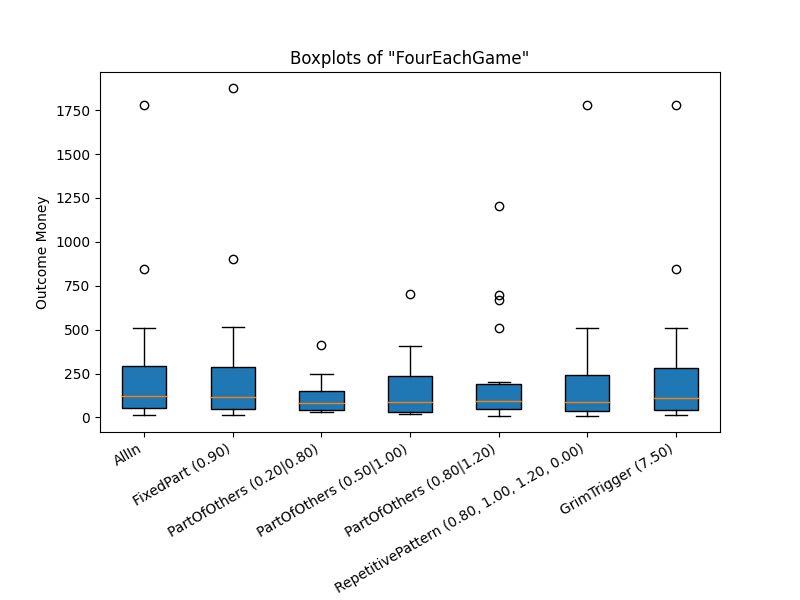 Boxplots of "FourEachGame"
Outcome Money
1750
1500
1250
1000
750
500
250
0
AllIn
FixedPart (0.90)
PartOfOthers (0.20|0.80)
PartOfOthers (0.50|1.00)
PartOfOthers (0.80|1.20)
RepetitivePattern (0.80, 1.00, 1.20, 0.00)
GrimTrigger (7.50)